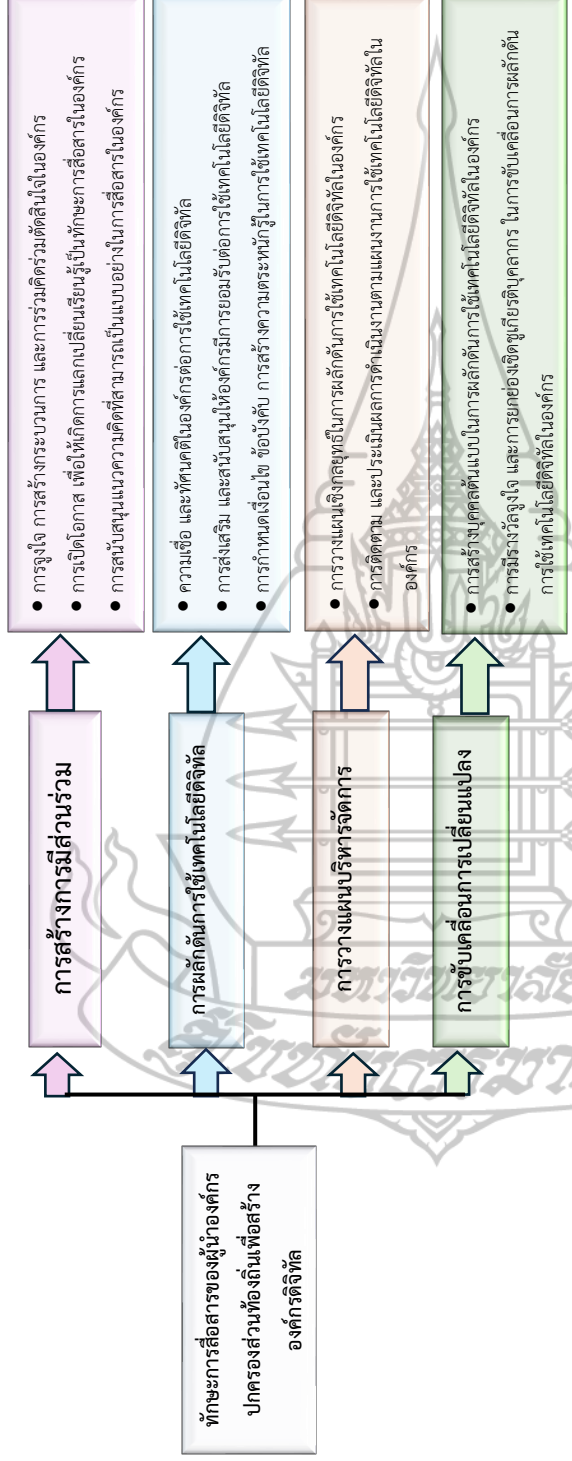 ทักษะการสื่อสารของผู้นำองค์กร
ปกครองส่วนท้องถิ่นเพื่อสร้าง
องค์กรดิจิทัล
การสร้างการมีส่วนร่วม
● การจูงใจ การสร้างกระบวนการ และการร่วมคิดร่วมตัดสินใจในองค์กร
● การเปิดโอกาส เพื่อให้เกิดการแลกเปลี่ยนเรียนรู้เป็นทักษะการสื่อสารในองค์กร
● การสนับสนุนแนวความคิดที่สามารถเป็นแบบอย่างในการสื่อสารในองค์กร
การผลักดันการใช้เทคโนโลยีดิจิทัล
● ความเชื่อ และทัศนคติในองค์กรต่อการใช้เทคโนโลยีดิจิทัล
● การส่งเสริม และสนับสนุนให้องค์กรมีการยอมรับต่อการใช้เทคโนโลยีดิจิทัล
● การกำหนดเงื่อนไข ข้อบังคับ การสร้างความตระหนักรู้ในการใช้เทคโนโลยีดิจิทัล
การวางแผนบริหารจัดการ
● การวางแผนเชิงกลยุทธ์ในการผลักดันการใช้เทคโนโลยีดิจิทัลในองค์กร
● การติดตาม และประเมินผลการดำเนินงานตามแผนงานการใช้เทคโนโลยีดิจิทัลใน
องค์กร
การขับเคลื่อนการเปลี่ยนแปลง
● การสร้างบุคคลต้นแบบในการผลักดันการใช้เทคโนโลยีดิจิทัลในองค์กร
● การมีรางวัลจูงใจ และการยกย่องเชิดชูเกียรติบุคลากร ในการขับเคลื่อนการผลักดัน
การใช้เทคโนโลยีดิจิทัลในองค์กร